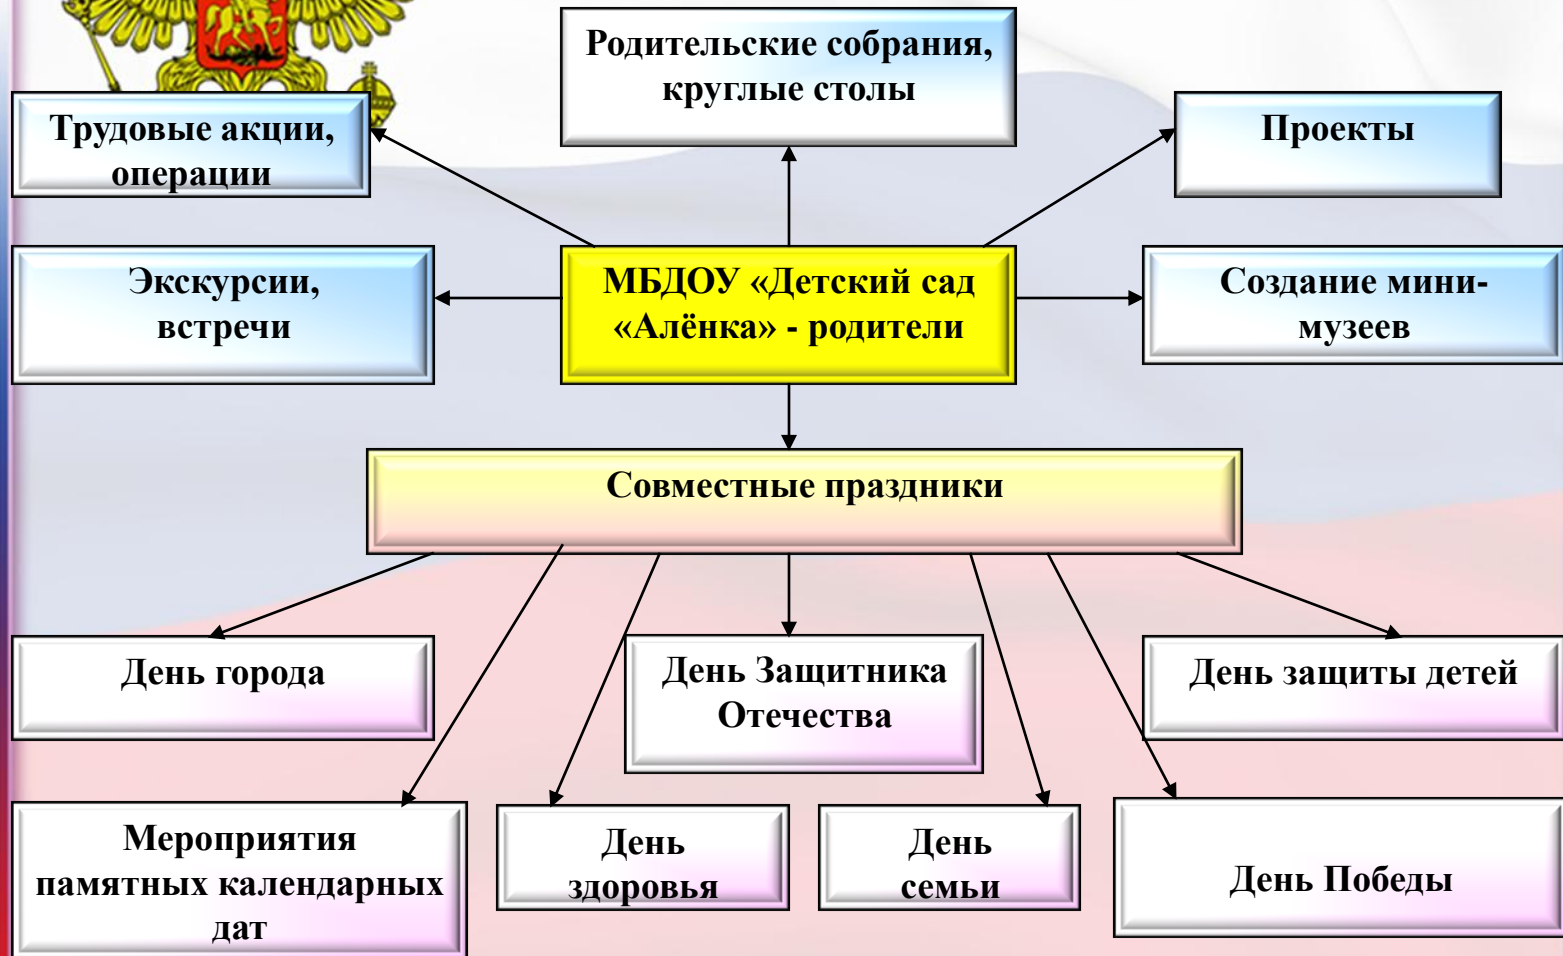 Родительские собрания,
круглые столы
Трудовые акции,
операции
Проекты
Экскурсии,
встречи
МБДОУ «Детский сад
«Алёнка» - родители
Создание мини-
музеев
Совместные праздники
День города
День Защитника
Отечества
День защиты детей
Мероприятия
памятных календарных
дат
День
здоровья
День
семьи
День Победы